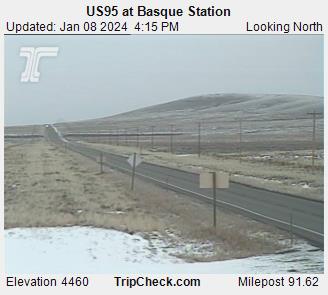 US95 at Basque Station
Updated: Jan 08 2024 4:15 PM Looking North
Elevation 4460 TripCheck.com Milepost 91.62